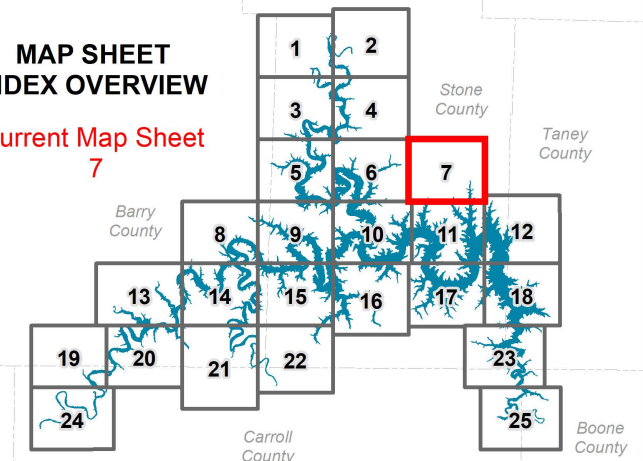 MAP SHEET
NDEX OVERVIEW
urrent Map Sheet
7
1
2
Stone
County
3
4
Taney
County
5
6
7
Barry
County
8
9
10
11
12
13
14
15
16
17
18
19
20
21
22
23
24
25
Carroll
County
Boone
County